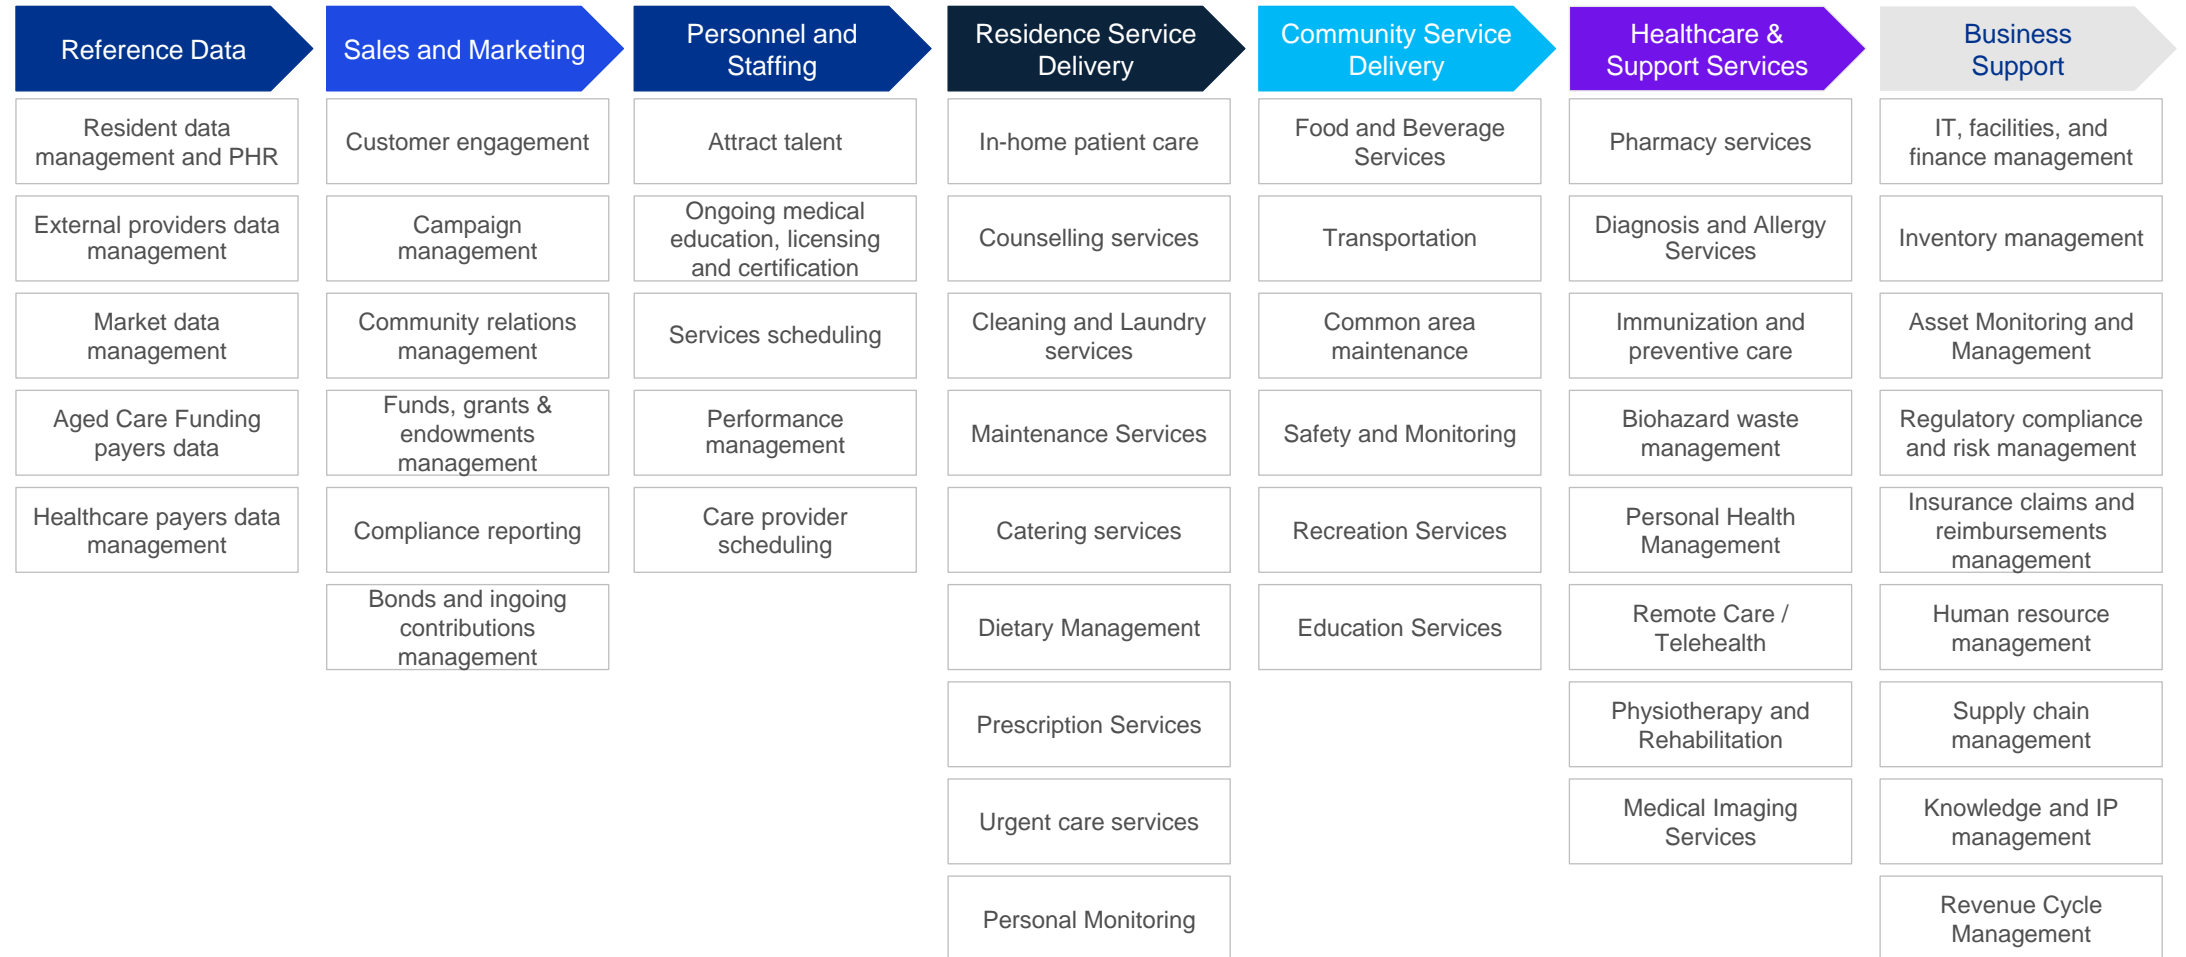 Reference Data
Resident data
management and PHR
External providers data
management
Market data
management
Aged Care Funding
payers data
Healthcare payers data
management
Sales and Marketing
Customer engagement
Campaign
management
Community relations
management
Funds, grants &
endowments
management
Compliance reporting
Bonds and ingoing
contributions
management
Personnel and
Staffing
Attract talent
Ongoing medical
education, licensing
and certification
Services scheduling
Performance
management
Care provider
scheduling
Residence Service
Delivery
In-home patient care
Counselling services
Cleaning and Laundry
services
Maintenance Services
Catering services
Dietary Management
Prescription Services
Urgent care services
Personal Monitoring
Community Service
Delivery
Food and Beverage
Services
Transportation
Common area
maintenance
Safety and Monitoring
Recreation Services
Education Services
Healthcare &
Support Services
Pharmacy services
Diagnosis and Allergy
Services
Immunization and
preventive care
Biohazard waste
management
Personal Health
Management
Remote Care /
Telehealth
Physiotherapy and
Rehabilitation
Medical Imaging
Services
Business
Support
IT, facilities, and
finance management
Inventory management
Asset Monitoring and
Management
Regulatory compliance
and risk management
Insurance claims and
reimbursements
management
Human resource
management
Supply chain
management
Knowledge and IP
management
Revenue Cycle
Management